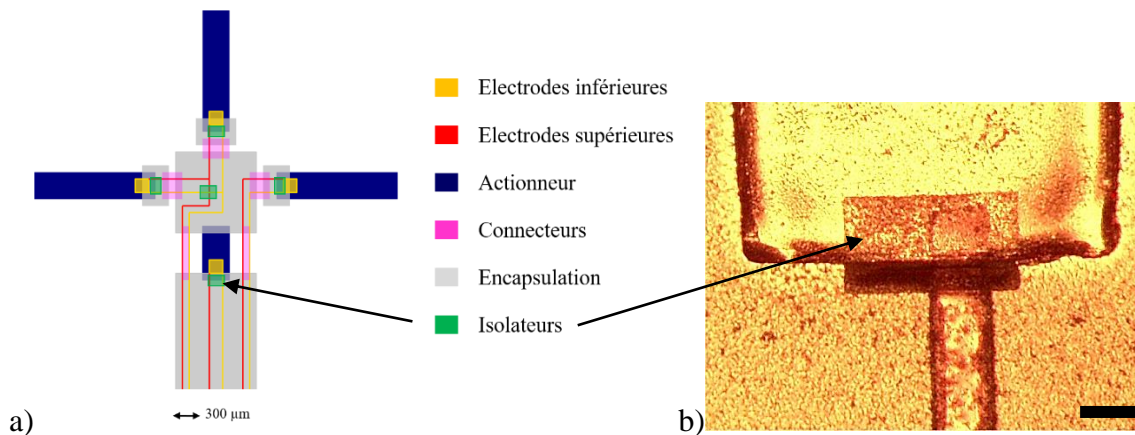 Electrodes inférieures
Electrodes supérieures
Actionneur
Connecteurs
Encapsulation
Isolateurs
a)
300 µm
b)